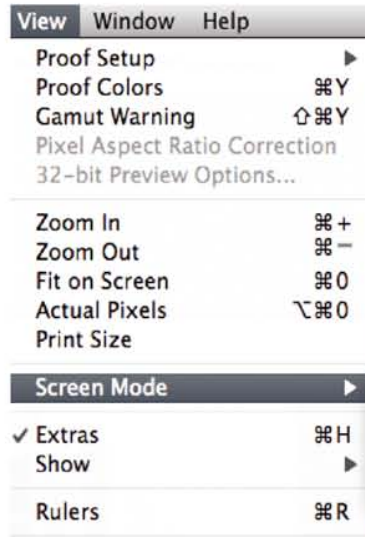 View Window Help
Proof Setup ▶
Proof Colors ⌘Y
Gamut Warning ⇧⌘Y
Pixel Aspect Ratio Correction
32-bit Preview Options...
Zoom In ⌘+
Zoom Out ⌘−
Fit on Screen ⌘0
Actual Pixels ⌥⌘0
Print Size
Screen Mode ▶
✓ Extras ⌘H
Show ▶
Rulers ⌘R